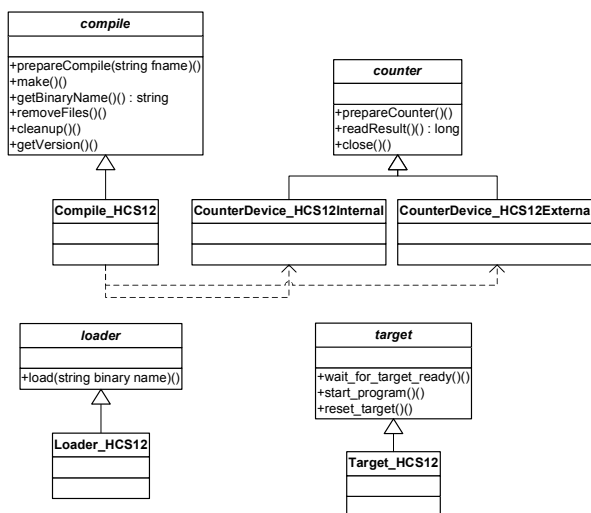 compile
+prepareCompile(string fname)()
+make()()
+getBinaryName()() : string
+removeFiles()()
+cleanup()()
+getVersion()()
counter
+prepareCounter()()
+readResult()() : long
+close()()
Compile_HCS12
CounterDevice_HCS12Internal
CounterDevice_HCS12Externa
loader
+load(string binary name)()
target
+wait_for_target_ready()()
+start_program()()
+reset_target()()
Loader_HCS12
Target_HCS12